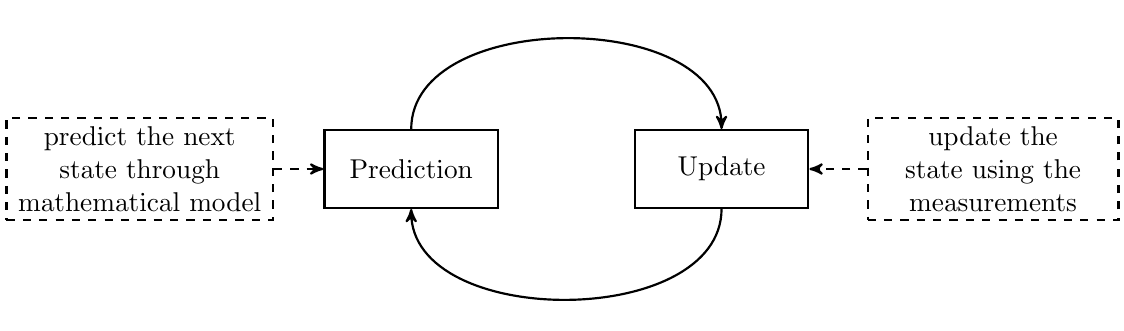 predict the next
state through
mathematical model
Prediction
Update
update the
state using the
measurements